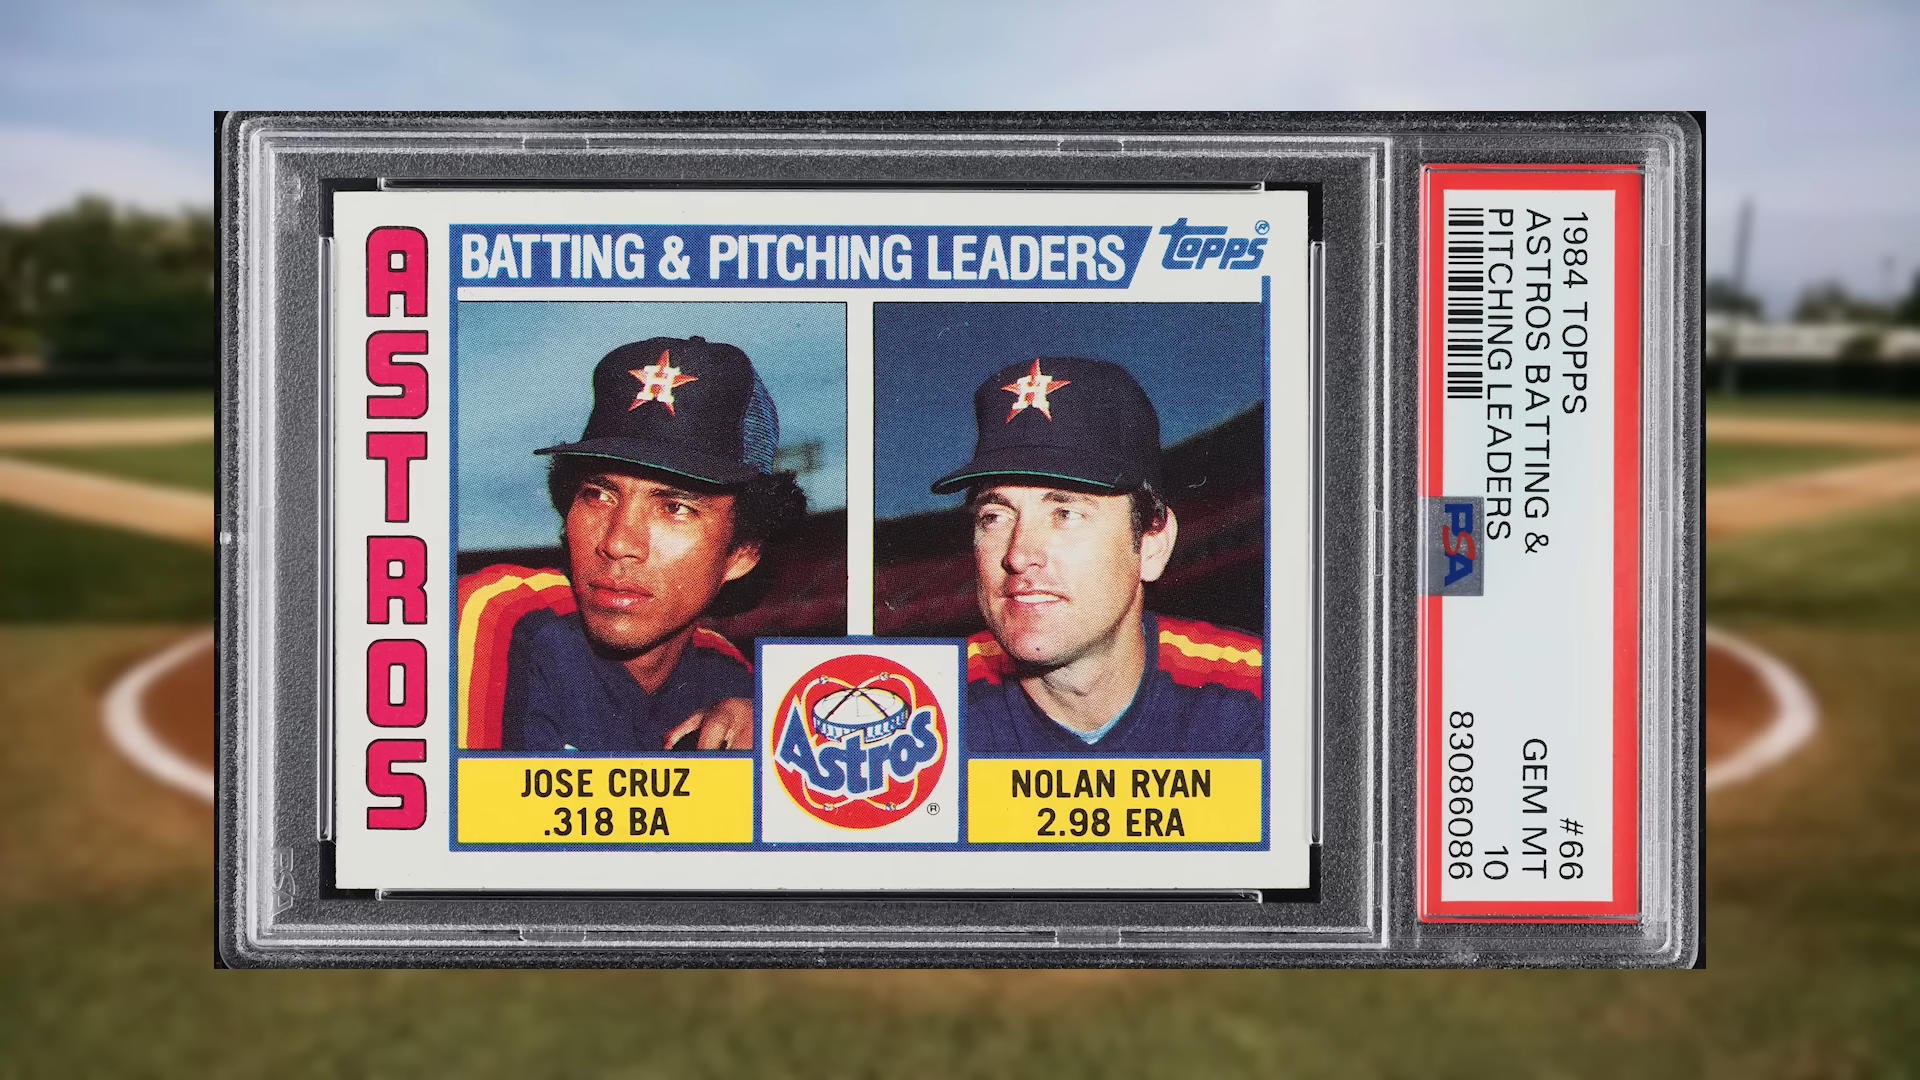 ASTROS
BATTING & PITCHING LEADERS
topps®
JOSE CRUZ
.318 BA
Astros
®
NOLAN RYAN
2.98 ERA
1984 TOPPS #66
ASTROS BATTING & GEM MT
PITCHING LEADERS 10
83086086
PSA
H
H